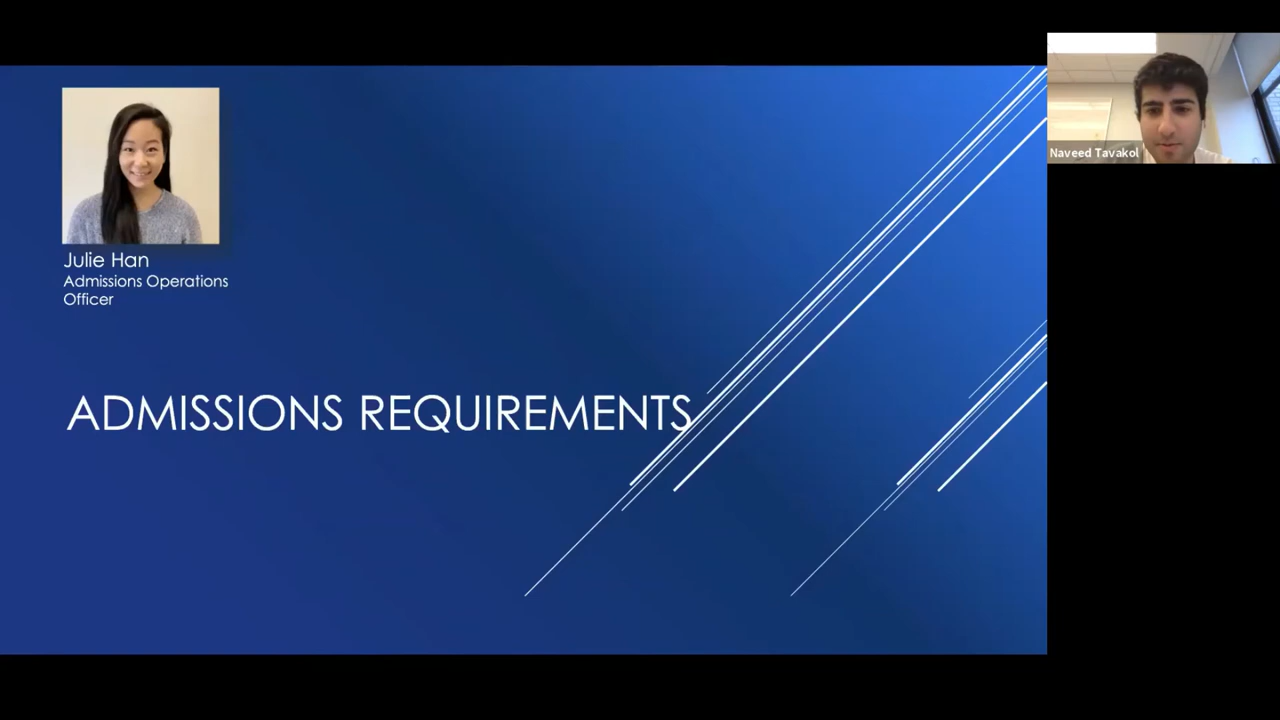 Julie Han
Admissions Operations
Officer
ADMISSIONS REQUIREMENTS
Naveed Tavakol